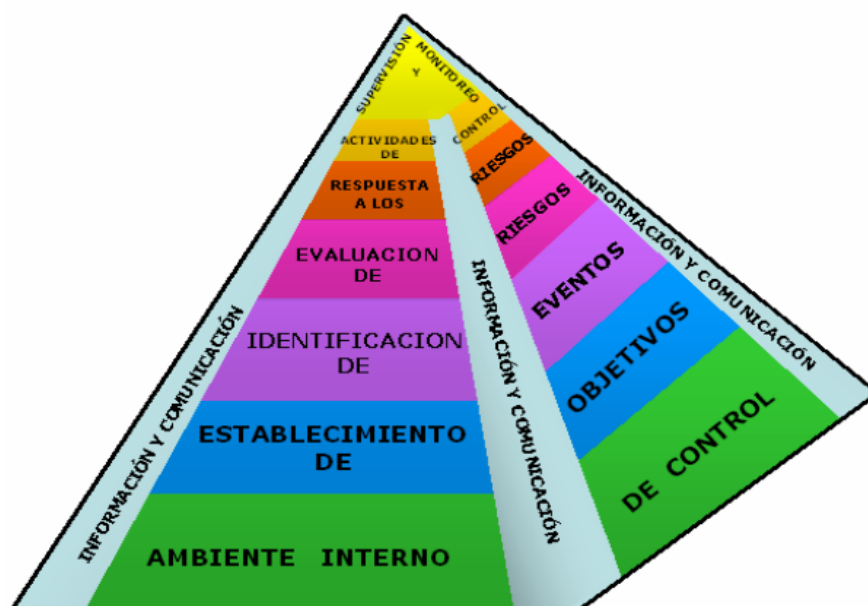 SUPERVISIÓN
Y
MONITOREO
ACTIVIDADES
DE
CONTROL
RESPUESTA
A LOS
RIESGOS
EVALUACION
DE
RIESGOS
IDENTIFICACION
DE
EVENTOS
ESTABLECIMIENTO
DE
OBJETIVOS
AMBIENTE INTERNO
DE CONTROL
INFORMACIÓN Y COMUNICACIÓN
INFORMACIÓN Y COMUNICACIÓN
INFORMACIÓN Y COMUNICACIÓN